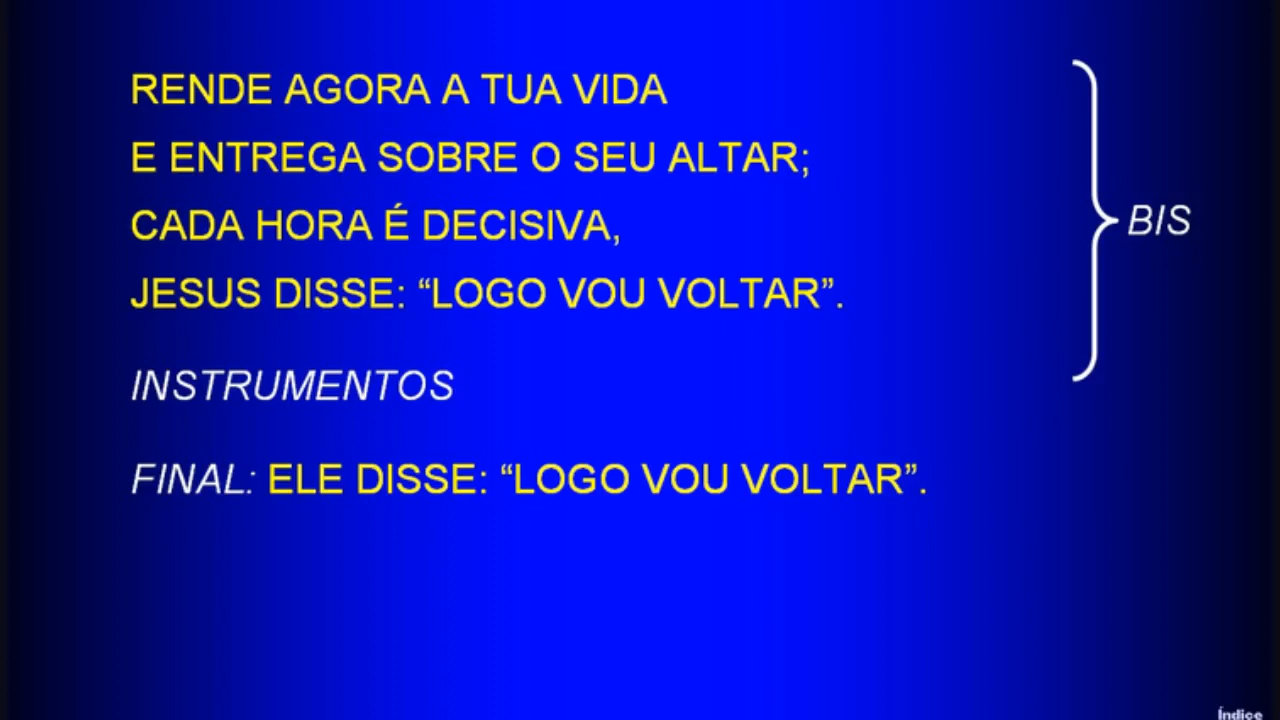 RENDE AGORA A TUA VIDA
E ENTREGA SOBRE O SEU ALTAR;
CADA HORA É DECISIVA,
JESUS DISSE: “LOGO VOU VOLTAR”.
BIS
INSTRUMENTOS
FINAL: ELE DISSE: “LOGO VOU VOLTAR”.
Índice